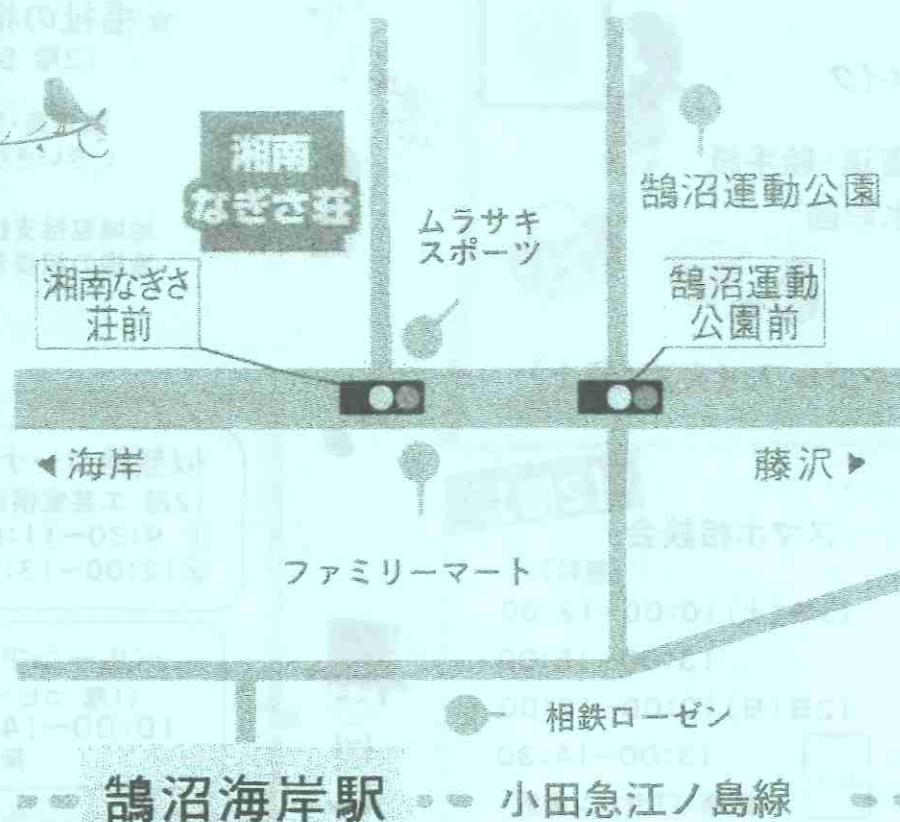 湘南
なぎさ荘
ムラサキ
スポーツ
鵠沼運動公園
湘南なぎさ
荘前
鵠沼運動
公園前
◀海岸
藤沢▶
ファミリーマート
相鉄ローゼン
鵠沼海岸駅
小田急江ノ島線